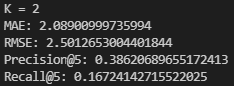 K = 2
MAE: 2.08900999735994
RMSE: 2.5012653004401844
Precision@5: 0.38620689655172413
Recall@5: 0.16724142715522025